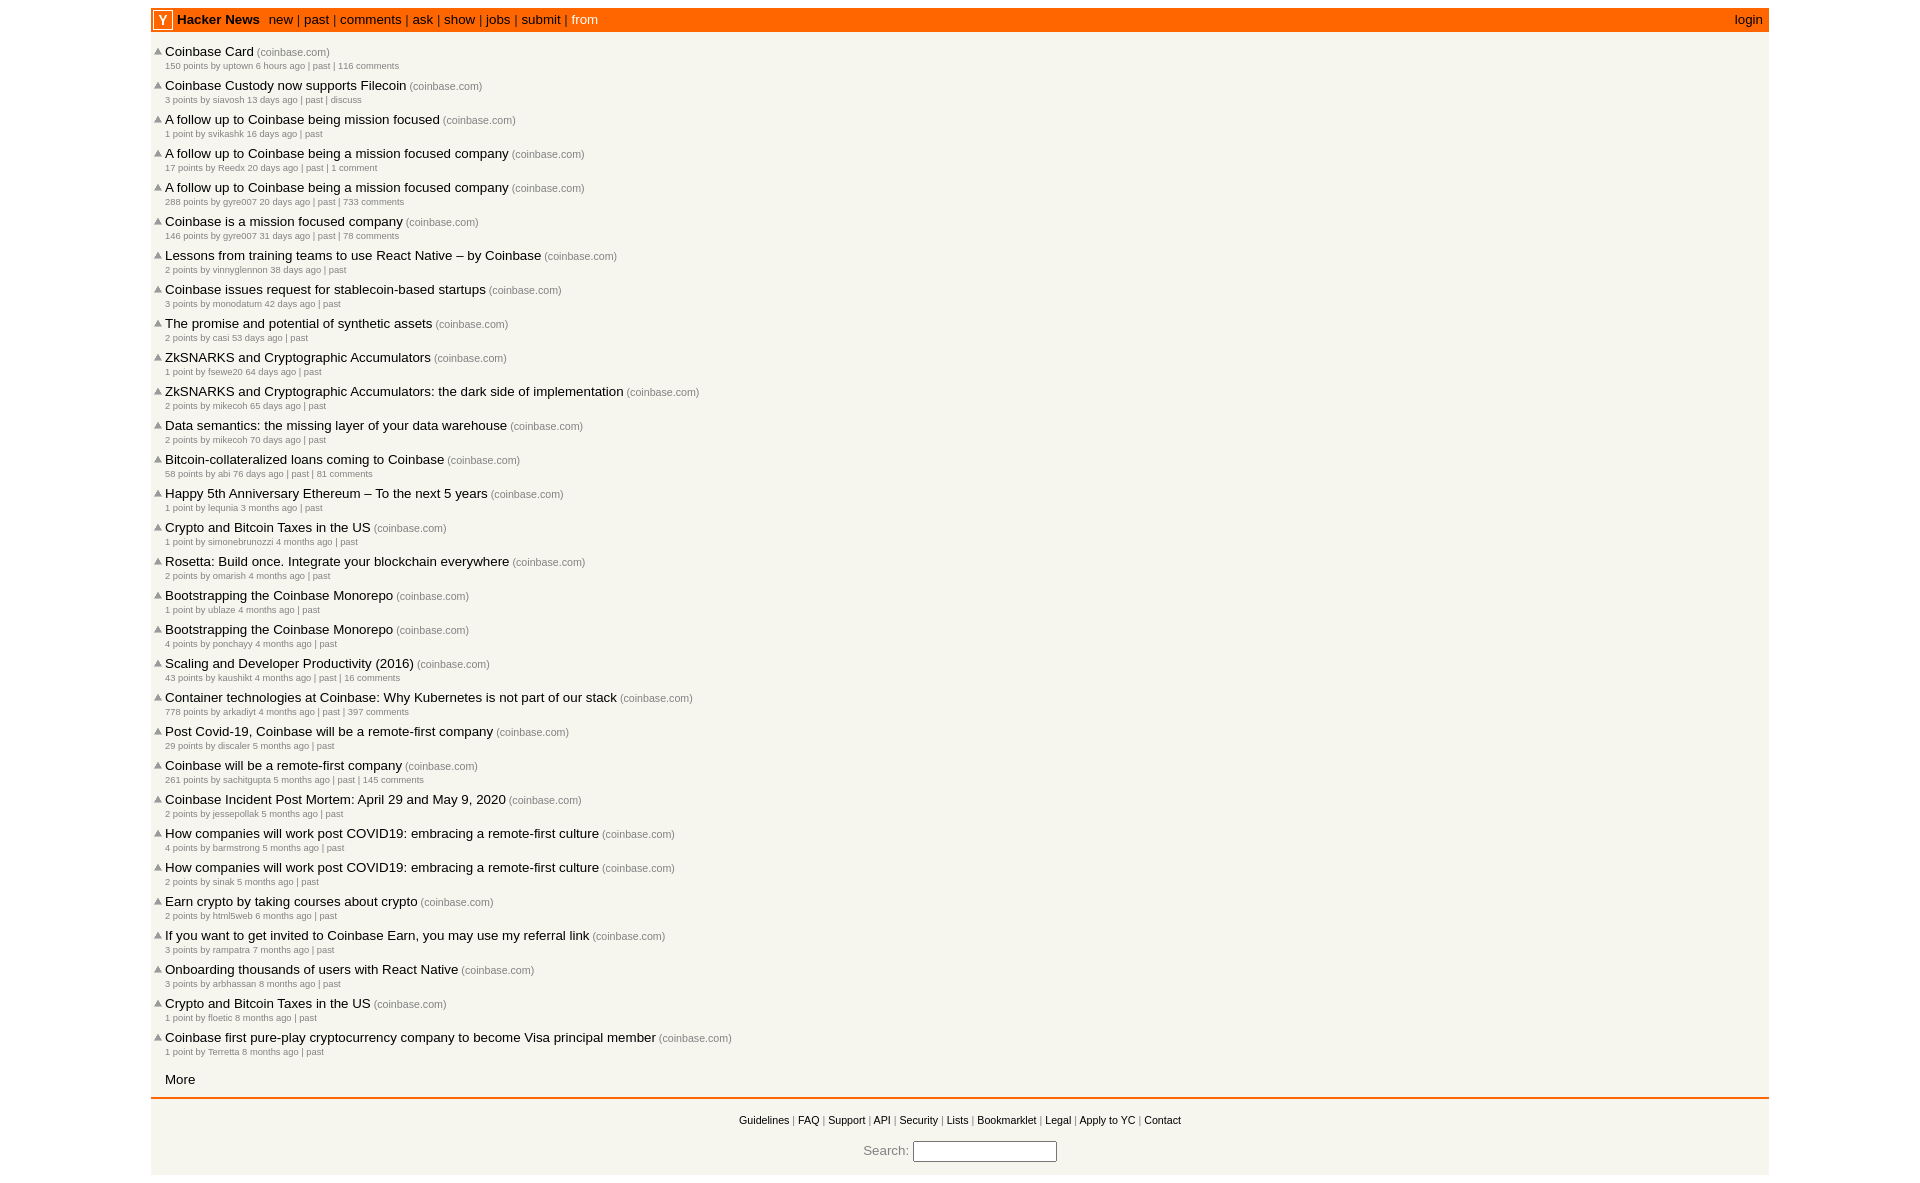 Y Hacker News new | past | comments | ask | show | jobs | submit | from login
Coinbase Card (coinbase.com)
150 points by uptown 6 hours ago | past | 116 comments
Coinbase Custody now supports Filecoin (coinbase.com)
3 points by siavosh 13 days ago | past | discuss
A follow up to Coinbase being mission focused (coinbase.com)
1 point by svikashk 16 days ago | past
A follow up to Coinbase being a mission focused company (coinbase.com)
17 points by Reedx 20 days ago | past | 1 comment
A follow up to Coinbase being a mission focused company (coinbase.com)
288 points by gyre007 20 days ago | past | 733 comments
Coinbase is a mission focused company (coinbase.com)
146 points by gyre007 31 days ago | past | 78 comments
Lessons from training teams to use React Native – by Coinbase (coinbase.com)
2 points by vinnyglennon 38 days ago | past
Coinbase issues request for stablecoin-based startups (coinbase.com)
3 points by monodatum 42 days ago | past
The promise and potential of synthetic assets (coinbase.com)
2 points by casi 53 days ago | past
ZkSNARKS and Cryptographic Accumulators (coinbase.com)
1 point by fsewe20 64 days ago | past
ZkSNARKS and Cryptographic Accumulators: the dark side of implementation (coinbase.com)
2 points by mikecoh 65 days ago | past
Data semantics: the missing layer of your data warehouse (coinbase.com)
2 points by mikecoh 70 days ago | past
Bitcoin-collateralized loans coming to Coinbase (coinbase.com)
58 points by abi 76 days ago | past | 81 comments
Happy 5th Anniversary Ethereum – To the next 5 years (coinbase.com)
1 point by lequnia 3 months ago | past
Crypto and Bitcoin Taxes in the US (coinbase.com)
1 point by simonebrunozzi 4 months ago | past
Rosetta: Build once. Integrate your blockchain everywhere (coinbase.com)
2 points by omarish 4 months ago | past
Bootstrapping the Coinbase Monorepo (coinbase.com)
1 point by ublaze 4 months ago | past
Bootstrapping the Coinbase Monorepo (coinbase.com)
4 points by ponchayy 4 months ago | past
Scaling and Developer Productivity (2016) (coinbase.com)
43 points by kaushikt 4 months ago | past | 16 comments
Container technologies at Coinbase: Why Kubernetes is not part of our stack (coinbase.com)
778 points by arkadiyt 4 months ago | past | 397 comments
Post Covid-19, Coinbase will be a remote-first company (coinbase.com)
29 points by discaler 5 months ago | past
Coinbase will be a remote-first company (coinbase.com)
261 points by sachitgupta 5 months ago | past | 145 comments
Coinbase Incident Post Mortem: April 29 and May 9, 2020 (coinbase.com)
2 points by jessepollak 5 months ago | past
How companies will work post COVID19: embracing a remote-first culture (coinbase.com)
4 points by barmstrong 5 months ago | past
How companies will work post COVID19: embracing a remote-first culture (coinbase.com)
2 points by sinak 5 months ago | past
Earn crypto by taking courses about crypto (coinbase.com)
2 points by html5web 6 months ago | past
If you want to get invited to Coinbase Earn, you may use my referral link (coinbase.com)
3 points by rampatra 7 months ago | past
Onboarding thousands of users with React Native (coinbase.com)
3 points by arbhassan 8 months ago | past
Crypto and Bitcoin Taxes in the US (coinbase.com)
1 point by floetic 8 months ago | past
Coinbase first pure-play cryptocurrency company to become Visa principal member (coinbase.com)
1 point by Terretta 8 months ago | past
More
Guidelines | FAQ | Support | API | Security | Lists | Bookmarklet | Legal | Apply to YC | Contact
Search: